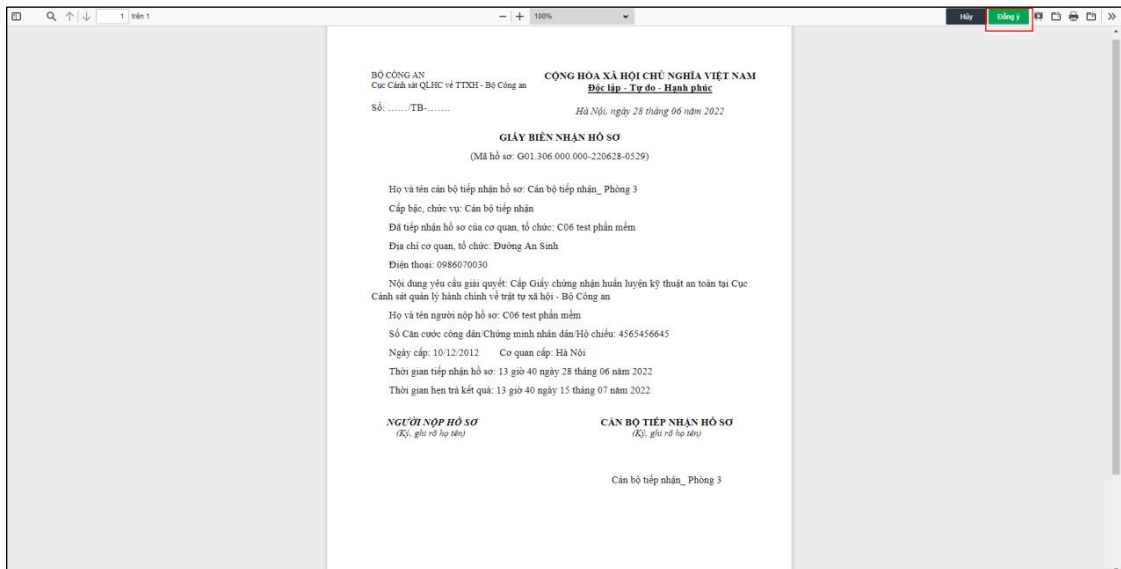 1 trên 1
100%
Hủy
Đồng ý
BỘ CÔNG AN
Cục Cảnh sát QLHC về TTXH - Bộ Công an
CỘNG HÒA XÃ HỘI CHỦ NGHĨA VIỆT NAM
Độc lập - Tự do - Hạnh phúc
Số: ……/TB-…….
Hà Nội, ngày 28 tháng 06 năm 2022
GIẤY BIÊN NHẬN HỒ SƠ
(Mã hồ sơ: G01.306.000.000-220628-0529)
Họ và tên cán bộ tiếp nhận hồ sơ: Cán bộ tiếp nhận_ Phòng 3
Cấp bậc, chức vụ: Cán bộ tiếp nhận
Đã tiếp nhận hồ sơ của cơ quan, tổ chức: C06 test phần mềm
Địa chỉ cơ quan, tổ chức: Đường An Sinh
Điện thoại: 0986070030
Nội dung yêu cầu giải quyết: Cấp Giấy chứng nhận huấn luyện kỹ thuật an toàn tại Cục
Cảnh sát quản lý hành chính về trật tự xã hội - Bộ Công an
Họ và tên người nộp hồ sơ: C06 test phần mềm
Số Căn cước công dân/Chứng minh nhân dân/Hộ chiếu: 4565456645
Ngày cấp: 10/12/2012 Cơ quan cấp: Hà Nội
Thời gian tiếp nhận hồ sơ: 13 giờ 40 ngày 28 tháng 06 năm 2022
Thời gian hẹn trả kết quả: 13 giờ 40 ngày 15 tháng 07 năm 2022
NGƯỜI NỘP HỒ SƠ
(Ký, ghi rõ họ tên)
CÁN BỘ TIẾP NHẬN HỒ SƠ
(Ký, ghi rõ họ tên)
Cán bộ tiếp nhận_ Phòng 3